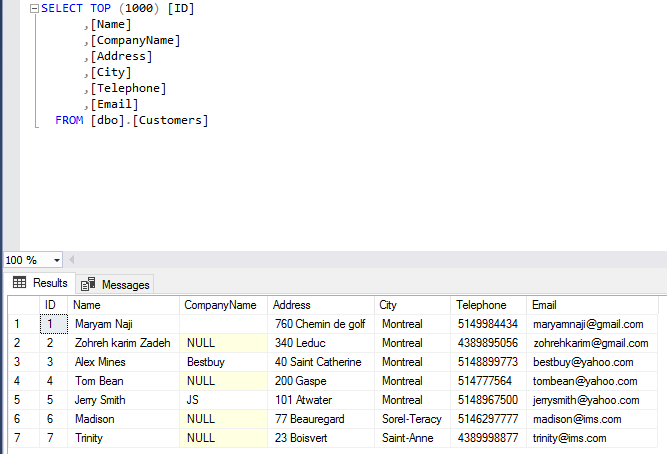 SELECT TOP (1000) [ID]
,[Name]
,[CompanyName]
,[Address]
,[City]
,[Telephone]
,[Email]
FROM [dbo].[Customers]
100 %
Results Messages
ID Name CompanyName Address City Telephone Email
1 1 Maryam Naji 760 Chemin de golf Montreal 5149984434 maryamnaji@gmail.com
2 2 Zohreh karim Zadeh NULL 340 Leduc Montreal 4389895056 zohrehkarim@gmail.com
3 3 Alex Mines Bestbuy 40 Saint Catherine Montreal 5148899773 bestbuy@yahoo.com
4 4 Tom Bean NULL 200 Gaspe Montreal 514777564 tombean@yahoo.com
5 5 Jerry Smith JS 101 Atwater Montreal 5148967500 jerrysmith@yahoo.com
6 6 Madison NULL 77 Beauregard Sorel-Teracy 5146297777 madison@ims.com
7 7 Trinity NULL 23 Boisvert Saint-Anne 4389998877 trinity@ims.com